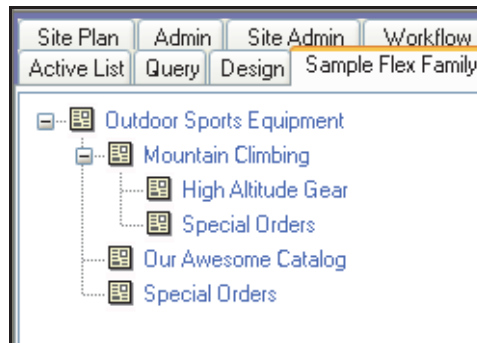 Site Plan Admin Site Admin Workflow
Active List Query Design Sample Flex Family
Outdoor Sports Equipment
Mountain Climbing
High Altitude Gear
Special Orders
Our Awesome Catalog
Special Orders